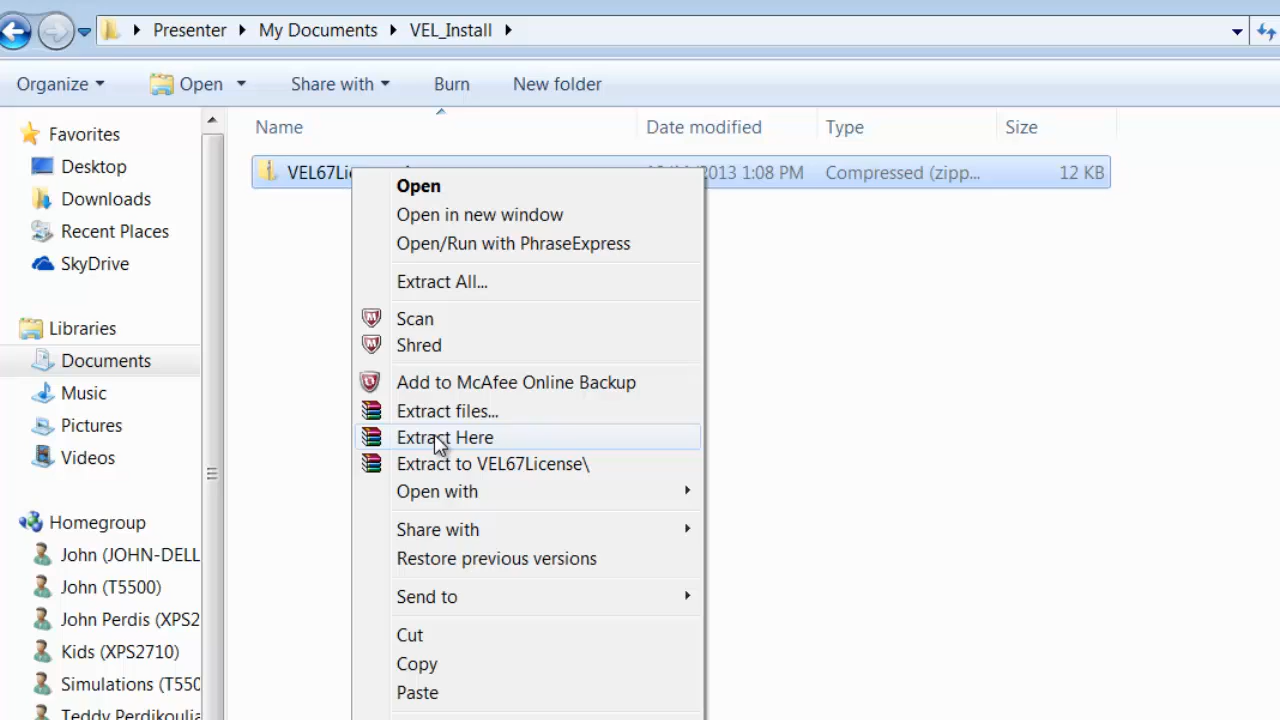 Presenter My Documents VEL_Install
Organize Open Share with Burn New folder
Favorites
Desktop
Downloads
Recent Places
SkyDrive
Libraries
Documents
Music
Pictures
Videos
Homegroup
John (JOHN-DELL
John (T5500)
John Perdis (XPS2
Kids (XPS2710)
Simulations (T550
Name Date modified Type Size
2013 1:08 PM Compressed (zipp... 12 KB
Open
Open in new window
Open/Run with PhraseExpress
Extract All...
Scan
Shred
Add to McAfee Online Backup
Extract files...
Extract Here
Extract to VEL67License\
Open with
Share with
Restore previous versions
Send to
Cut
Copy
Paste